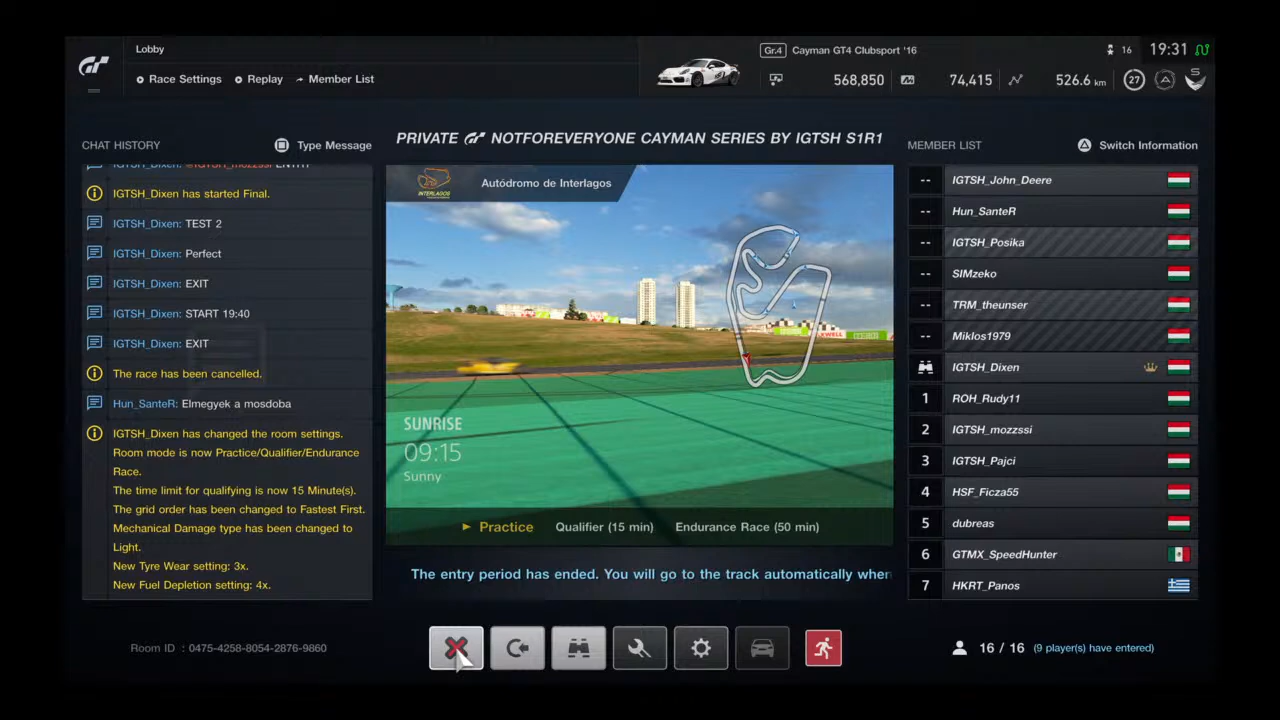 Lobby
Race Settings Replay Member List
Gr.4 Cayman GT4 Clubsport '16
16 19:31
568,850 74,415 526.6 km 27 A S
PRIVATE GT NOTFOREVERYONE CAYMAN SERIES BY IGTSH S1R1
CHAT HISTORY Type Message
IGTSH_Dixen: @IGTSH_mozzssi
IGTSH_Dixen has started Final.
IGTSH_Dixen: TEST 2
IGTSH_Dixen: Perfect
IGTSH_Dixen: EXIT
IGTSH_Dixen: START 19:40
IGTSH_Dixen: EXIT
The race has been cancelled.
Hun_SanteR: Elmegyek a mosdoba
IGTSH_Dixen has changed the room settings.
Room mode is now Practice/Qualifier/Endurance
Race.
The time limit for qualifying is now 15 Minute(s).
The grid order has been changed to Fastest First.
Mechanical Damage type has been changed to
Light.
New Tyre Wear setting: 3x.
New Fuel Depletion setting: 4x.
INTERLAGOS
Autódromo de Interlagos
SUNRISE
09:15
Sunny
Practice Qualifier (15 min) Endurance Race (50 min)
The entry period has ended. You will go to the track automatically when
MEMBER LIST Switch Information
-- IGTSH_John_Deere
-- Hun_SanteR
-- IGTSH_Posika
-- SIMzeko
-- TRM_theunser
-- Miklos1979
IGTSH_Dixen
1 ROH_Rudy11
2 IGTSH_mozzssi
3 IGTSH_Pajci
4 HSF_Ficza55
5 dubreas
6 GTMX_SpeedHunter
7 HKRT_Panos
Room ID : 0475-4258-8054-2876-9860
16 / 16 (9 player(s) have entered)